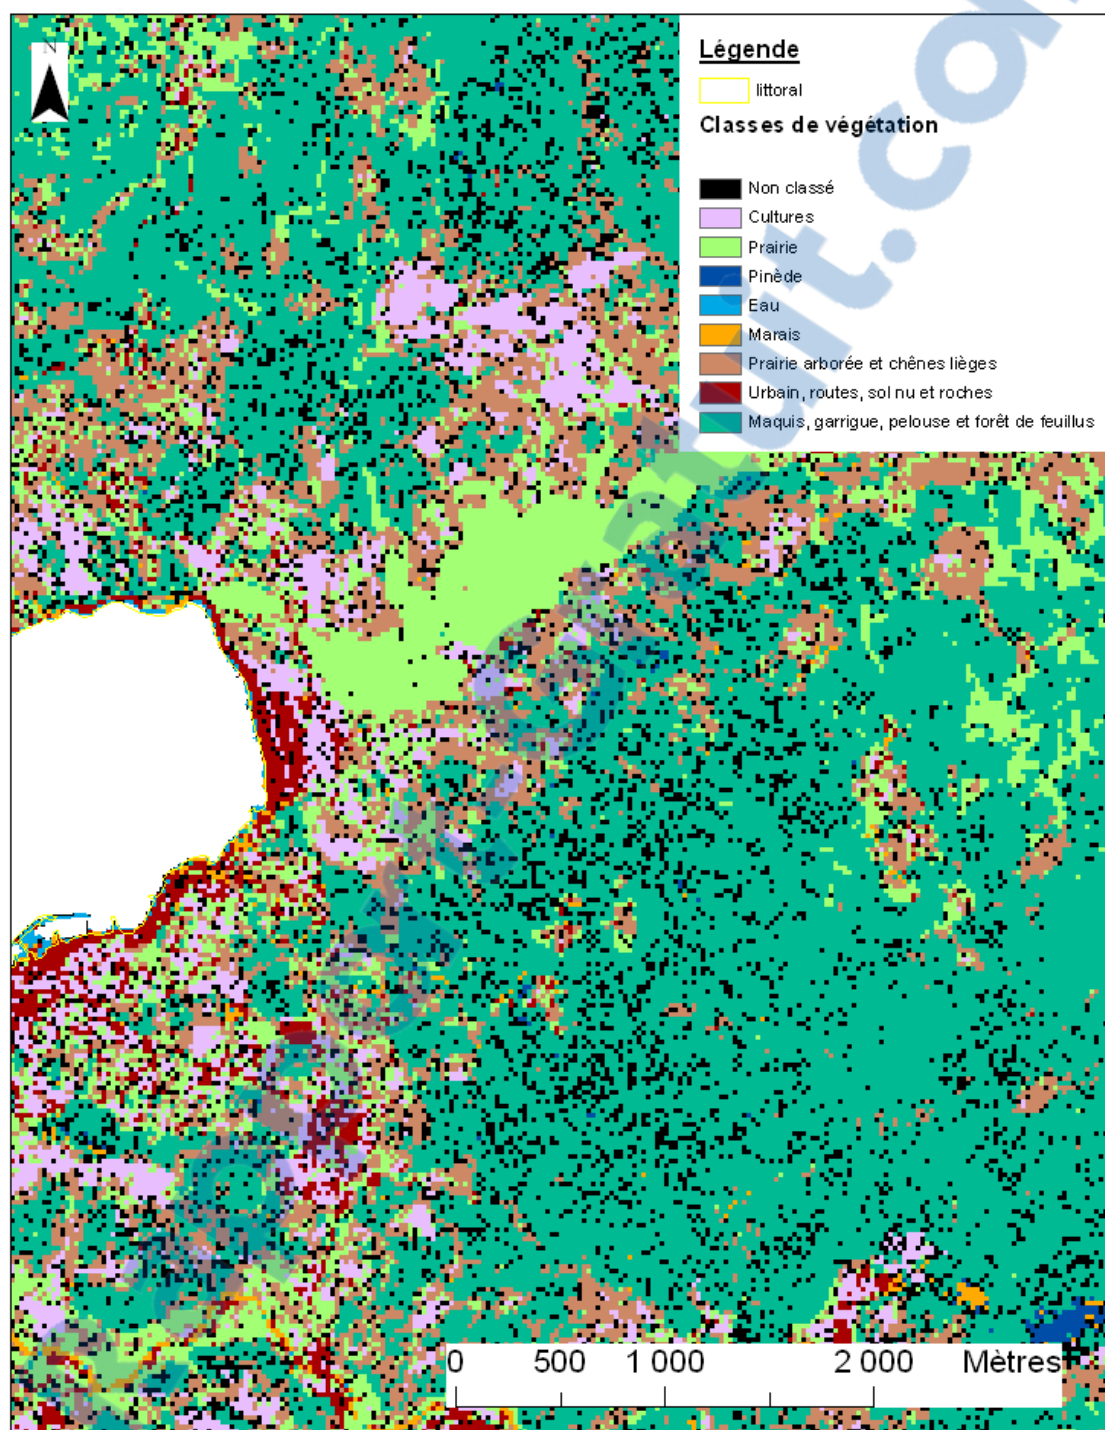 N
Légende
littoral
Classes de végétation
Non classé
Cultures
Prairie
Pinède
Eau
Marais
Prairie arborée et chênes lièges
Urbain, routes, sol nu et roches
Maquis, garrigue, pelouse et forêt de feuillus
0 500 1 000 2 000 Mètres